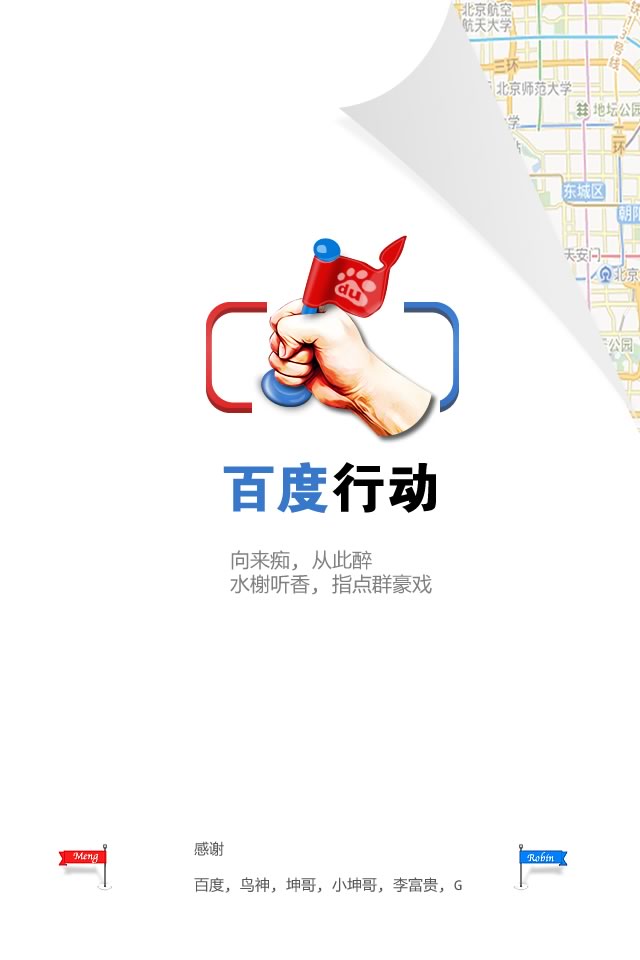 北京航空
航天大学
三环
北京师范大学
地坛公园
二环
东城区
天安门
北京
公园
du
百度行动
向来痴，从此醉
水榭听香，指点群豪戏
Meng
Robin
感谢
百度，鸟神，坤哥，小坤哥，李富贵，G